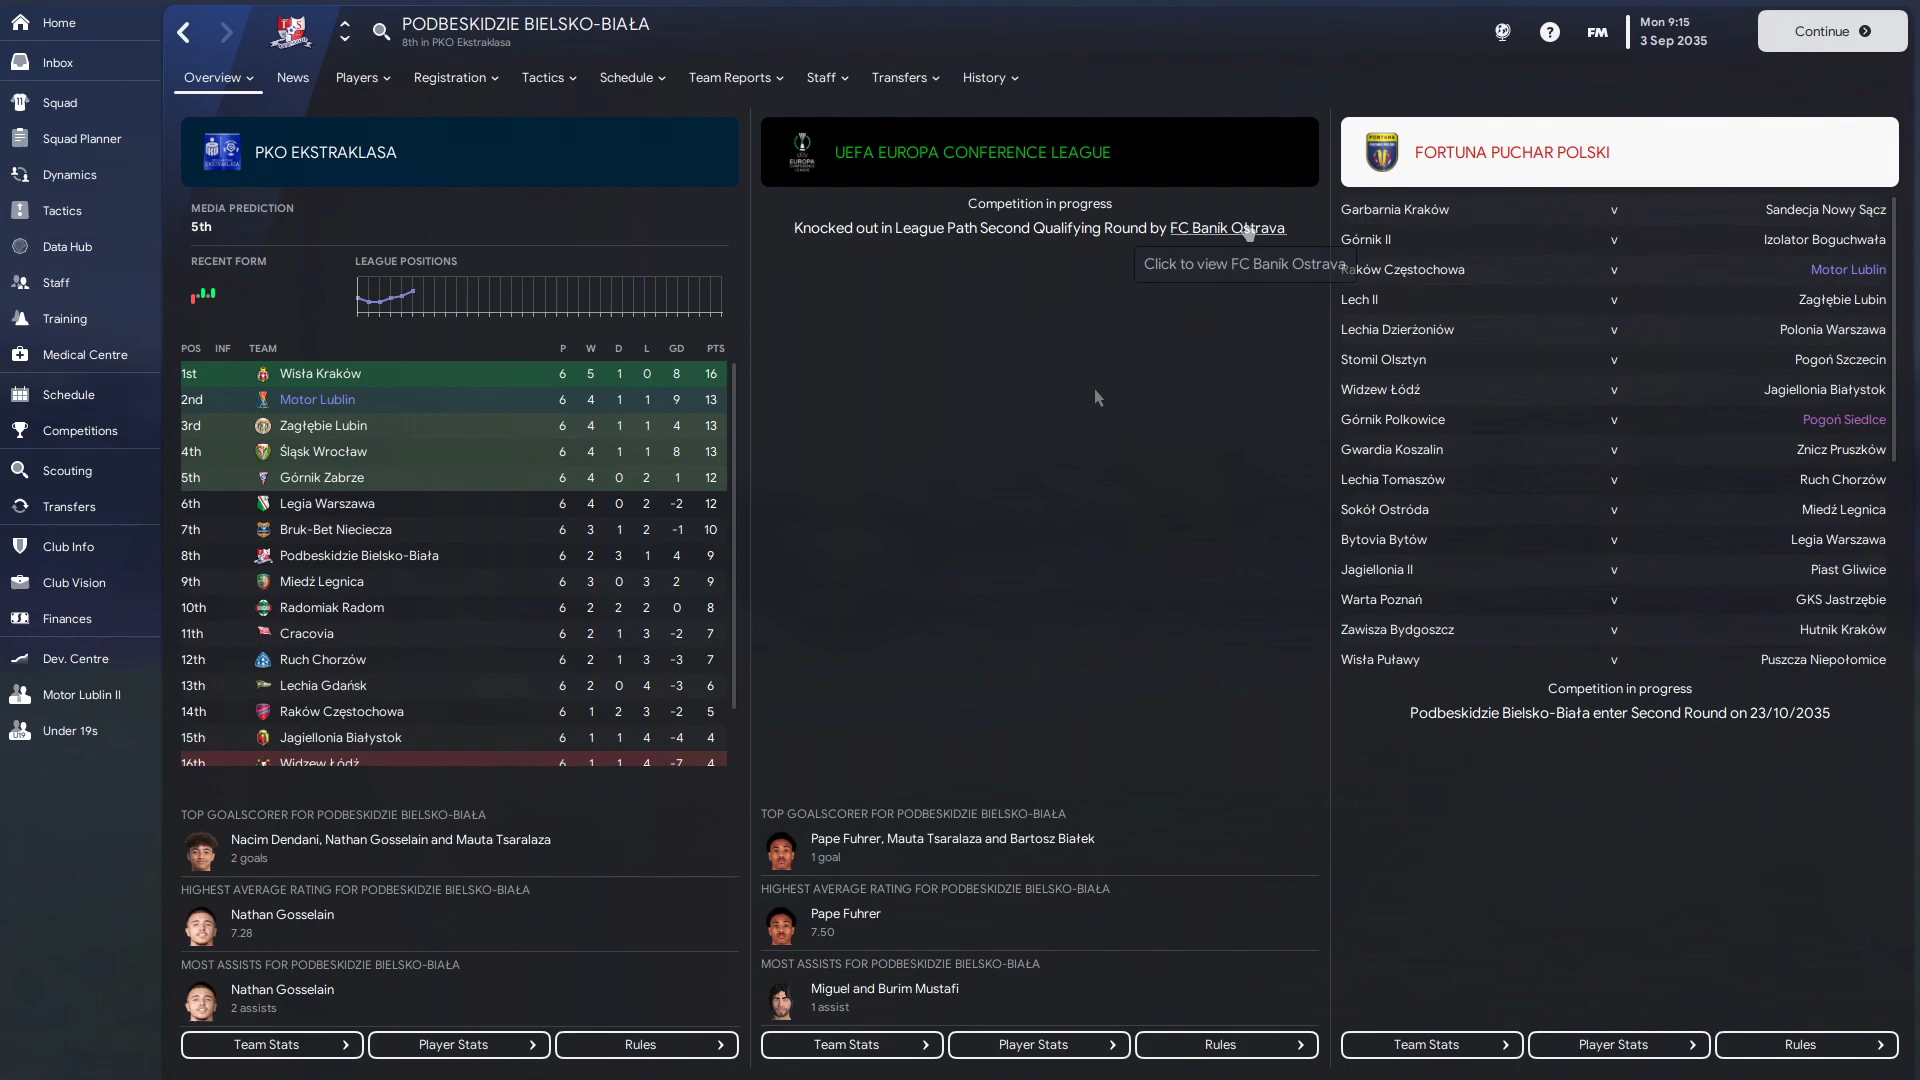 Home
Inbox
Squad
Squad Planner
Dynamics
Tactics
Data Hub
Staff
Training
Medical Centre
Schedule
Competitions
Scouting
Transfers
Club Info
Club Vision
Finances
Dev. Centre
Motor Lublin II
Under 19s
PODBESKIDZIE BIELSKO-BIAŁA
8th in PKO Ekstraklasa
FM
Mon 9:15
3 Sep 2035
Continue
Overview News Players Registration Tactics Schedule Team Reports Staff Transfers History
PKO EKSTRAKLASA
MEDIA PREDICTION
5th
RECENT FORM LEAGUE POSITIONS
POS INF TEAM P W D L GD PTS
1st Wisła Kraków 6 5 1 0 8 16
2nd Motor Lublin 6 4 1 1 9 13
3rd Zagłębie Lubin 6 4 1 1 4 13
4th Śląsk Wrocław 6 4 1 1 8 13
5th Górnik Zabrze 6 4 0 2 1 12
6th Legia Warszawa 6 4 0 2 -2 12
7th Bruk-Bet Nieciecza 6 3 1 2 -1 10
8th Podbeskidzie Bielsko-Biała 6 2 3 1 4 9
9th Miedź Legnica 6 3 0 3 2 9
10th Radomiak Radom 6 2 2 2 0 8
11th Cracovia 6 2 1 3 -2 7
12th Ruch Chorzów 6 2 1 3 -3 7
13th Lechia Gdańsk 6 2 0 4 -3 6
14th Raków Częstochowa 6 1 2 3 -2 5
15th Jagiellonia Białystok 6 1 1 4 -4 4
16th Widzew Łódź 6 1 1 4 -7 4
TOP GOALSCORER FOR PODBESKIDZIE BIELSKO-BIAŁA
Nacim Dendani, Nathan Gosselain and Mauta Tsaralaza
2 goals
HIGHEST AVERAGE RATING FOR PODBESKIDZIE BIELSKO-BIAŁA
Nathan Gosselain
7.28
MOST ASSISTS FOR PODBESKIDZIE BIELSKO-BIAŁA
Nathan Gosselain
2 assists
Team Stats Player Stats Rules
EUROPA
UEFA EUROPA CONFERENCE LEAGUE
Competition in progress
Knocked out in League Path Second Qualifying Round by FC Baník Ostrava
Click to view FC Baník Ostrava
TOP GOALSCORER FOR PODBESKIDZIE BIELSKO-BIAŁA
Pape Fuhrer, Mauta Tsaralaza and Bartosz Białek
1 goal
HIGHEST AVERAGE RATING FOR PODBESKIDZIE BIELSKO-BIAŁA
Pape Fuhrer
7.50
MOST ASSISTS FOR PODBESKIDZIE BIELSKO-BIAŁA
Miguel and Burim Mustafi
1 assist
Team Stats Player Stats Rules
FORTUNA PUCHAR POLSKI
Garbarnia Kraków v Sandecja Nowy Sącz
Górnik II v Izolator Boguchwała
Raków Częstochowa v Motor Lublin
Lech II v Zagłębie Lubin
Lechia Dzierżoniów v Polonia Warszawa
Stomil Olsztyn v Pogoń Szczecin
Widzew Łódź v Jagiellonia Białystok
Górnik Polkowice v Pogoń Siedlce
Gwardia Koszalin v Znicz Pruszków
Lechia Tomaszów v Ruch Chorzów
Sokół Ostróda v Miedź Legnica
Bytovia Bytów v Legia Warszawa
Jagiellonia II v Piast Gliwice
Warta Poznań v GKS Jastrzębie
Zawisza Bydgoszcz v Hutnik Kraków
Wisła Puławy v Puszcza Niepołomice
Competition in progress
Podbeskidzie Bielsko-Biała enter Second Round on 23/10/2035
Team Stats Player Stats Rules